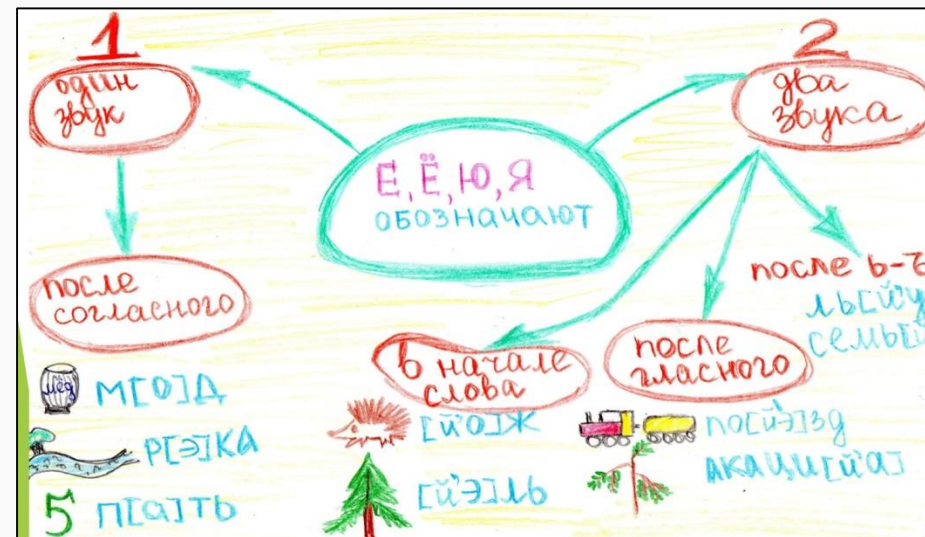 1
один
звук
Е, Ё, Ю, Я
обозначают
2
два
звука
после
согласного
мёд
М[О]Д
Р[Э]КА
5 П[а]ТЬ
в начале
слова
[й'О]Ж
[й'Э]ЛЬ
после
гласного
ПО[й'Э]ЗД
АКАЦИ[й'а]
после ь-ъ
ЛЬ[й'у
семь[й